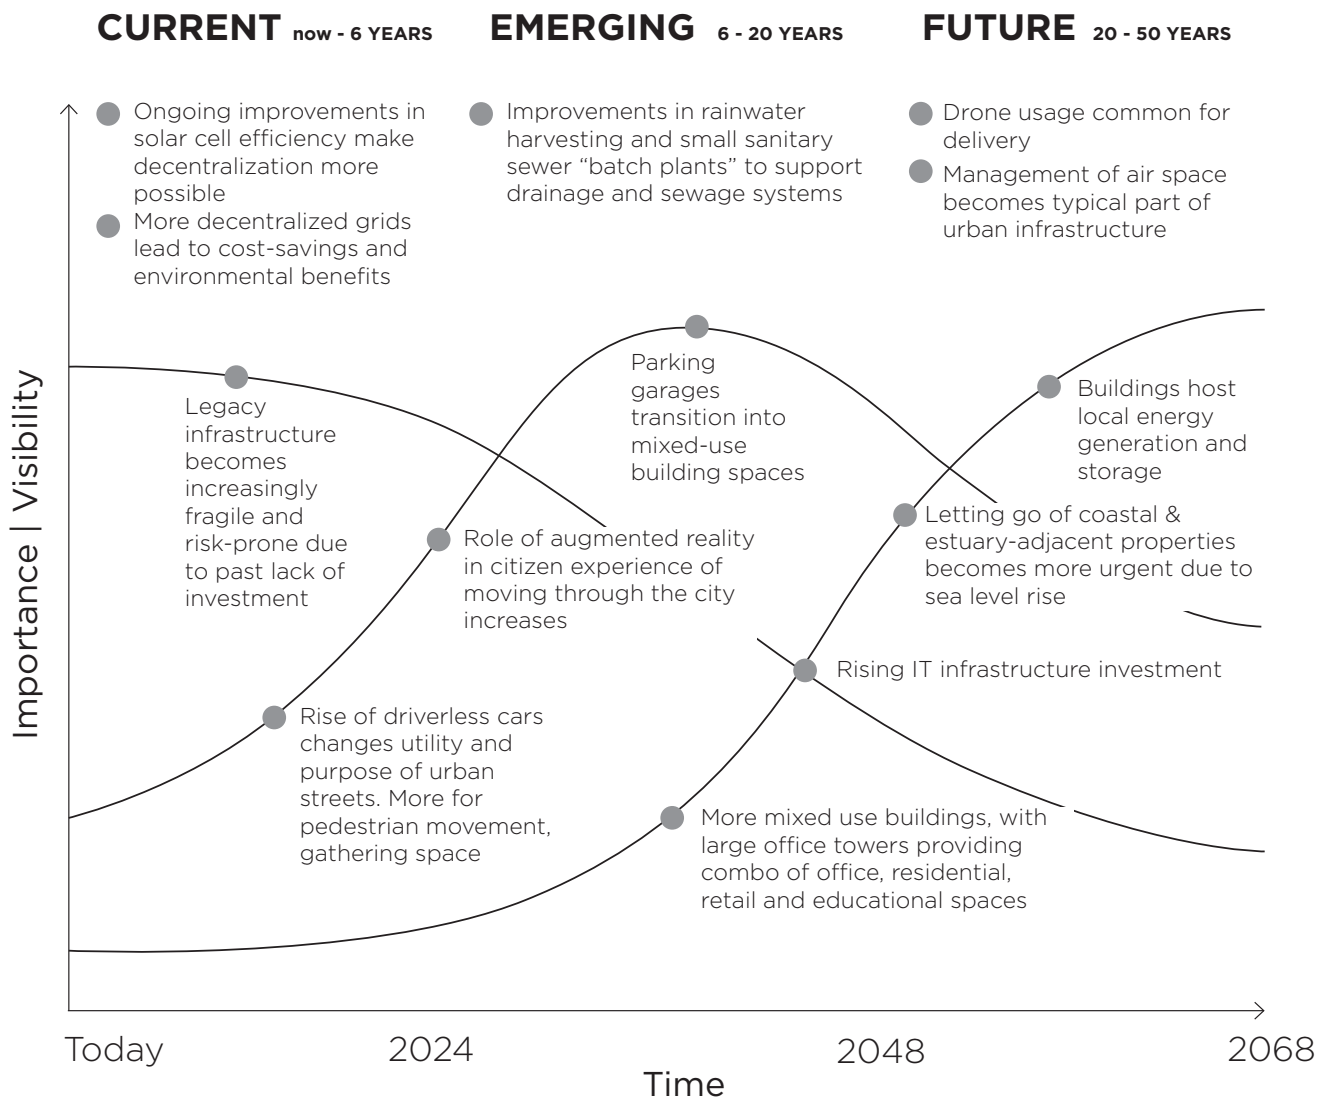 CURRENT now - 6 YEARS
EMERGING 6 - 20 YEARS
FUTURE 20 - 50 YEARS
Ongoing improvements in
solar cell efficiency make
decentralization more
possible
More decentralized grids
lead to cost-savings and
environmental benefits
Improvements in rainwater
harvesting and small sanitary
sewer “batch plants” to support
drainage and sewage systems
Drone usage common for
delivery
Management of air space
becomes typical part of
urban infrastructure
Importance | Visibility
Legacy
infrastructure
becomes
increasingly
fragile and
risk-prone due
to past lack of
investment
Parking
garages
transition into
mixed-use
building spaces
Buildings host
local energy
generation and
storage
Role of augmented reality
in citizen experience of
moving through the city
increases
Letting go of coastal &
estuary-adjacent properties
becomes more urgent due to
sea level rise
Rising IT infrastructure investment
Rise of driverless cars
changes utility and
purpose of urban
streets. More for
pedestrian movement,
gathering space
More mixed use buildings, with
large office towers providing
combo of office, residential,
retail and educational spaces
Today
2024
2048
2068
Time